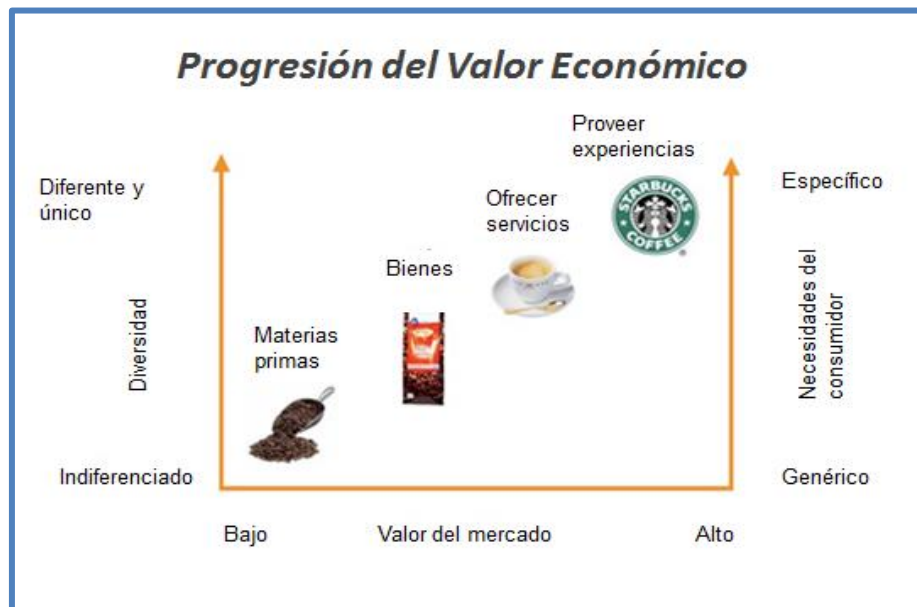 Progresión del Valor Económico
Proveer
experiencias
Diferente y
único
Ofrecer
servicios
STARBUCKS
COFFEE
®
Específico
Bienes
Diversidad
Necesidades del
consumidor
Materias
primas
Indiferenciado
Genérico
Bajo
Valor del mercado
Alto